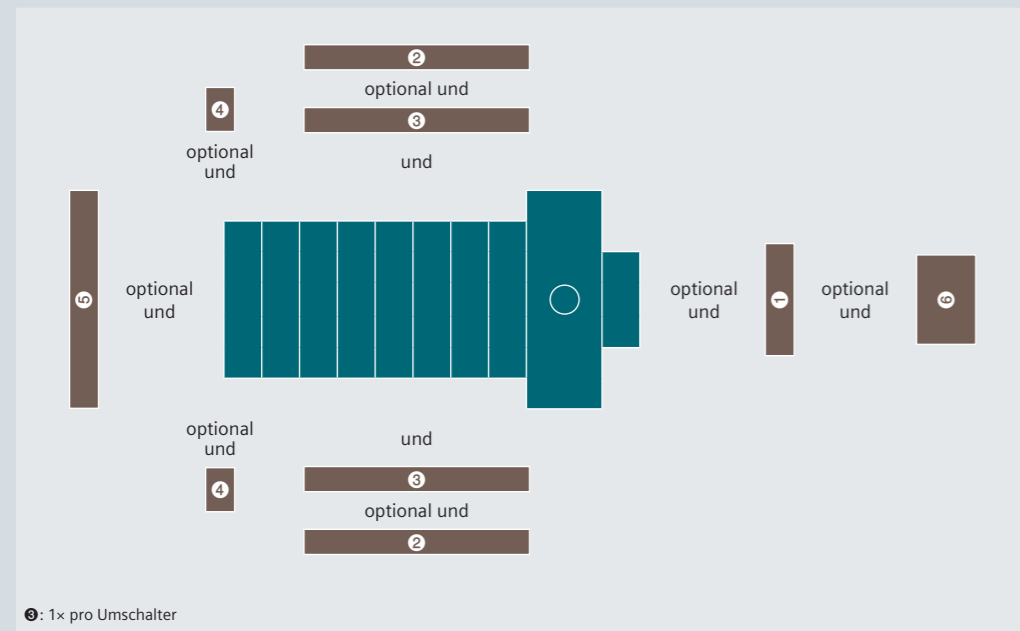 ❷
optional und
❹
❸
optional
und
und
❺
optional
und
optional
und
❶
optional
und
❻
optional
und
und
❹
❸
optional und
❷
❸: 1× pro Umschalter